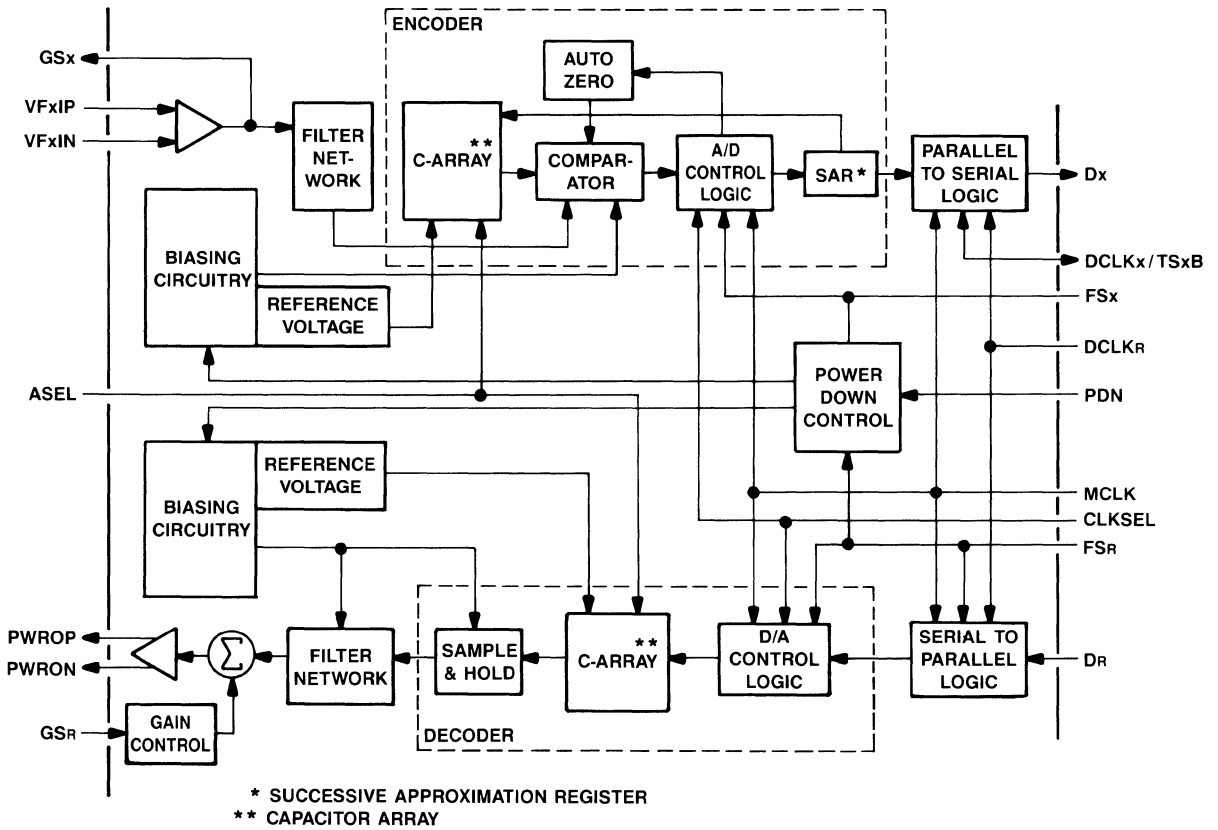 ENCODER
GSx
AUTO
ZERO
VFxIP
VFxIN
FILTER
NET-
WORK
C-ARRAY**
COMPAR-
ATOR
A/D
CONTROL
LOGIC
SAR*
PARALLEL
TO SERIAL
LOGIC
Dx
BIASING
CIRCUITRY
REFERENCE
VOLTAGE
DCLKx/TSxB
FSx
DCLKR
POWER
DOWN
CONTROL
ASEL
PDN
REFERENCE
VOLTAGE
BIASING
CIRCUITRY
MCLK
CLKSEL
FSR
PWROP
PWRON
Σ
FILTER
NETWORK
SAMPLE
& HOLD
C-ARRAY**
D/A
CONTROL
LOGIC
SERIAL TO
PARALLEL
LOGIC
DR
GSR
GAIN
CONTROL
DECODER
* SUCCESSIVE APPROXIMATION REGISTER
** CAPACITOR ARRAY